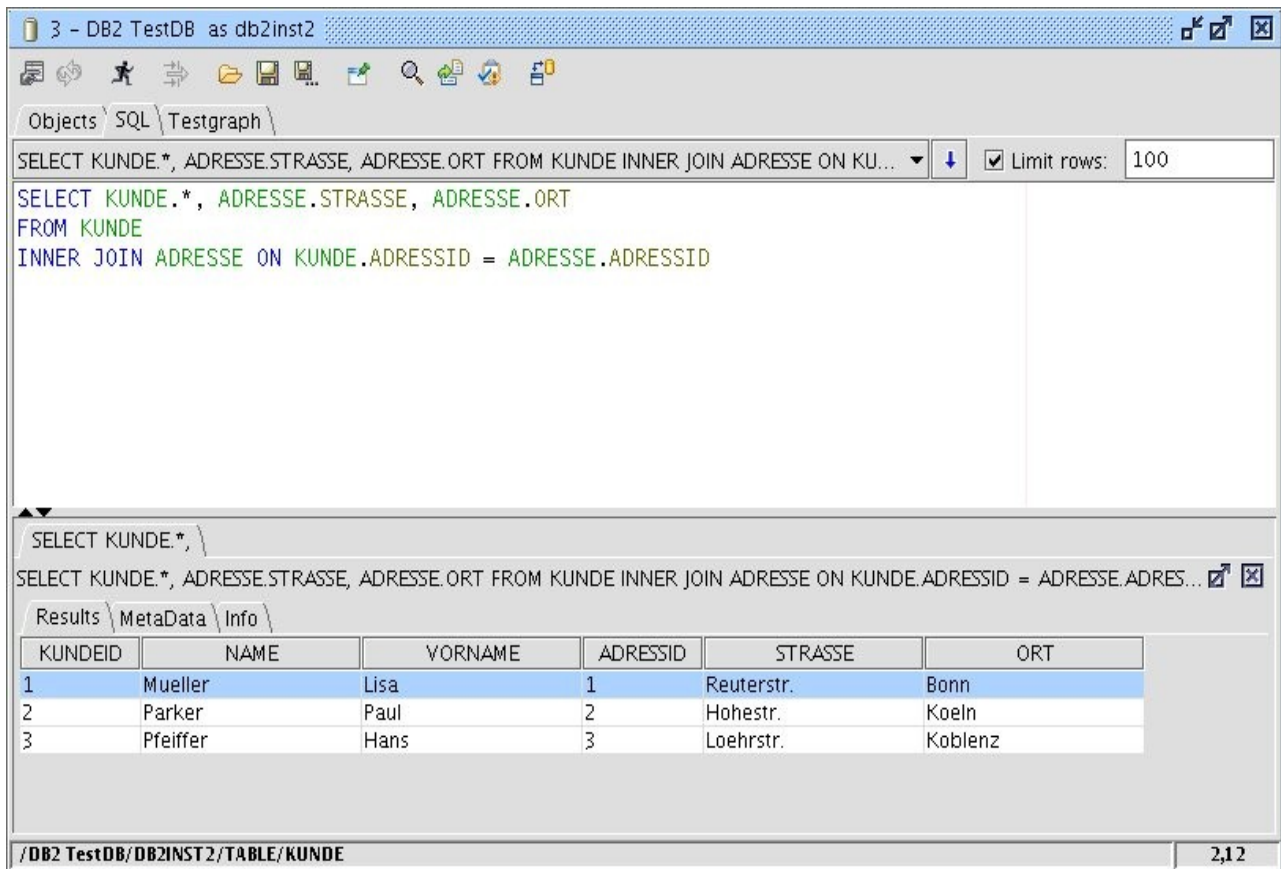 3 – DB2 TestDB as db2inst2
Objects SQL Testgraph
SELECT KUNDE.*, ADRESSE.STRASSE, ADRESSE.ORT FROM KUNDE INNER JOIN ADRESSE ON KU... Limit rows: 100
SELECT KUNDE.*, ADRESSE.STRASSE, ADRESSE.ORT
FROM KUNDE
INNER JOIN ADRESSE ON KUNDE.ADRESSID = ADRESSE.ADRESSID
SELECT KUNDE.*,
SELECT KUNDE.*, ADRESSE.STRASSE, ADRESSE.ORT FROM KUNDE INNER JOIN ADRESSE ON KUNDE.ADRESSID = ADRESSE.ADRES...
Results MetaData Info
KUNDEID NAME VORNAME ADRESSID STRASSE ORT
1 Mueller Lisa 1 Reuterstr. Bonn
2 Parker Paul 2 Hohestr. Koeln
3 Pfeiffer Hans 3 Loehrstr. Koblenz
/DB2 TestDB/DB2INST2/TABLE/KUNDE 2,12